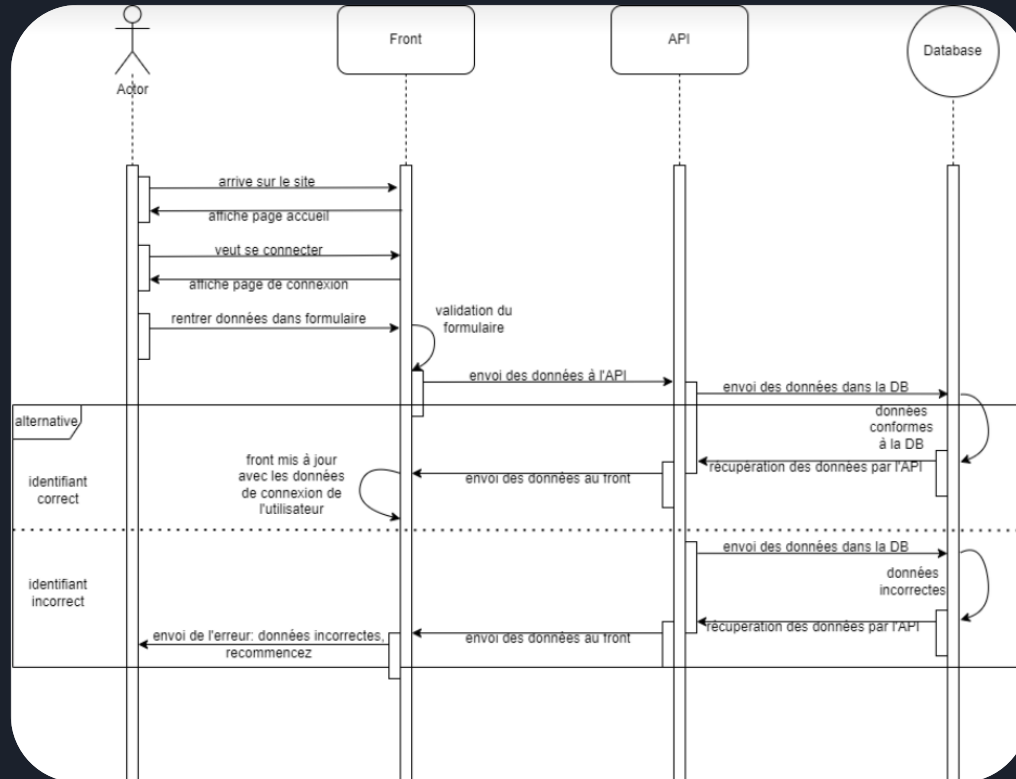 Actor
Front
API
Database
arrive sur le site
affiche page accueil
veut se connecter
affiche page de connexion
rentrer données dans formulaire
validation du
formulaire
envoi des données à l'API
envoi des données dans la DB
alternative
données
conformes
à la DB
identifiant
correct
front mis à jour
avec les données
de connexion de
l'utilisateur
envoi des données au front
récupération des données par l'API
envoi des données dans la DB
identifiant
incorrect
données
incorrectes
récupération des données par l'API
envoi des données au front
envoi de l'erreur: données incorrectes,
recommencez